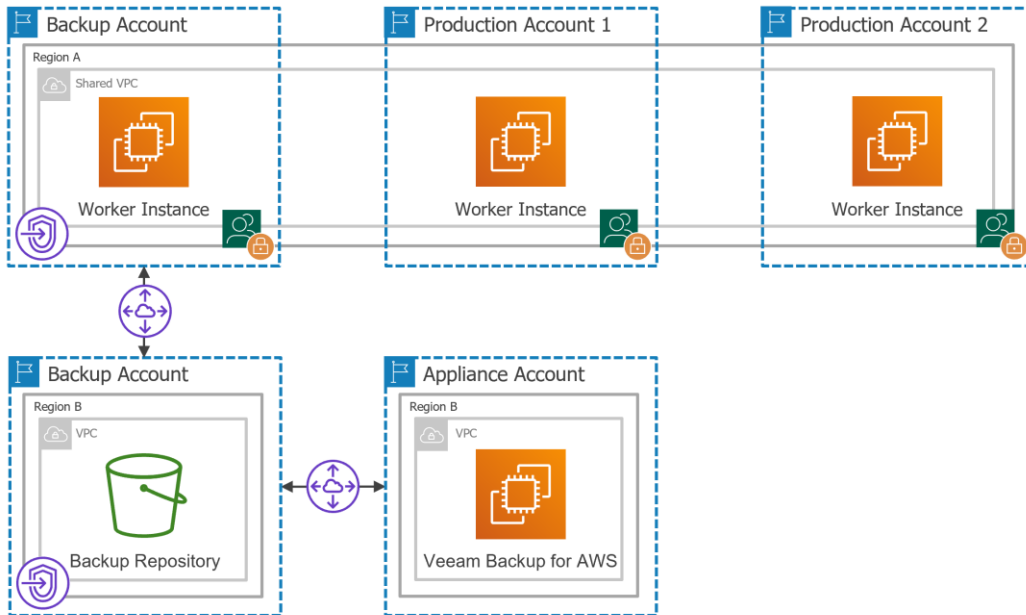 Backup Account
Production Account 1
Production Account 2
Region A
Shared VPC
Worker Instance
Worker Instance
Worker Instance
Backup Account
Appliance Account
Region B
Region B
VPC
VPC
Backup Repository
Veeam Backup for AWS